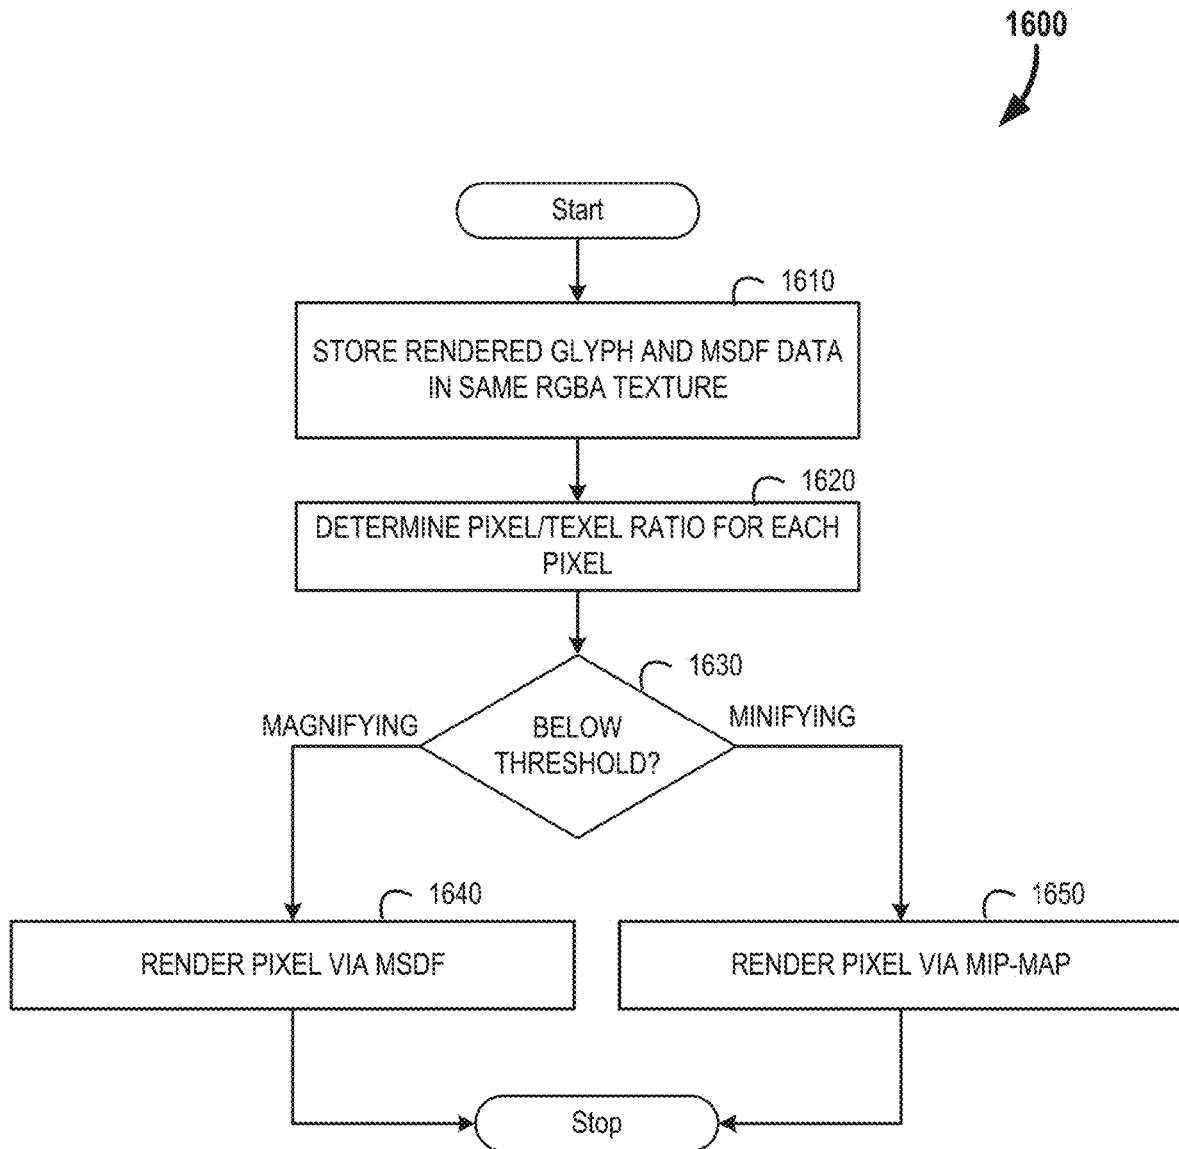 1600
Start
1610
STORE RENDERED GLYPH AND MSDF DATA
IN SAME RGBA TEXTURE
1620
DETERMINE PIXEL/TEXEL RATIO FOR EACH
PIXEL
1630
MAGNIFYING
BELOW
THRESHOLD?
MINIFYING
1640
RENDER PIXEL VIA MSDF
1650
RENDER PIXEL VIA MIP-MAP
Stop